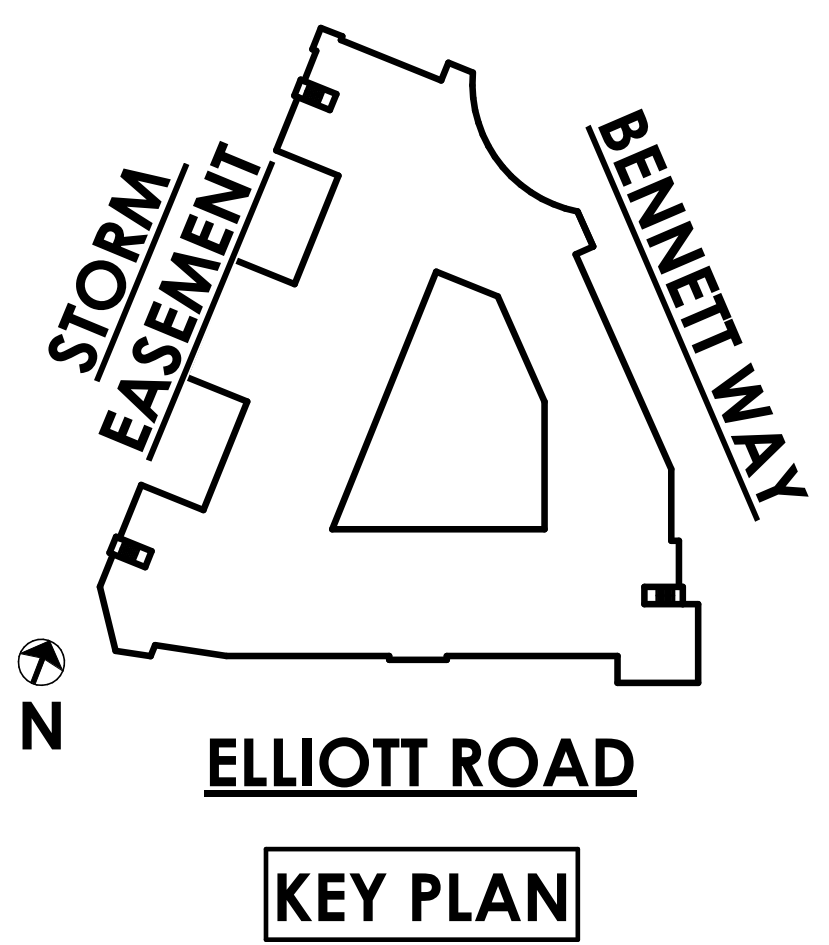 STORM
EASEMENT
BENNETT WAY
N
ELLIOTT ROAD
KEY PLAN